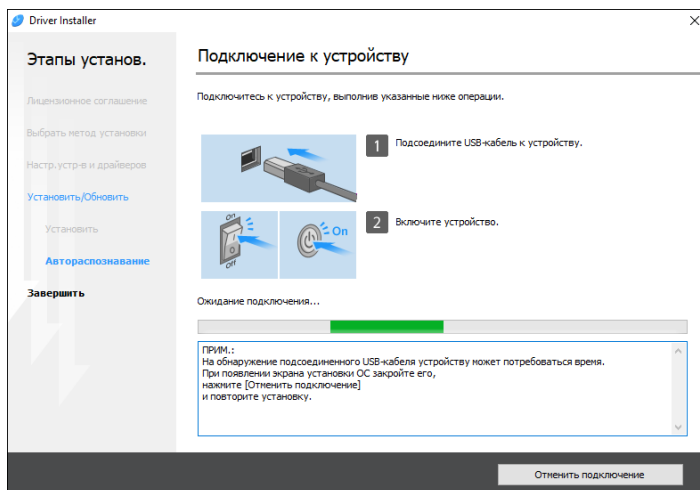 Driver Installer
Этапы установ.
Лицензионное соглашение
Выбрать метод установки
Настр.устр-в и драйверов
Установить/Обновить
Установить
Автораспознавание
Завершить
Подключение к устройству
Подключитесь к устройству, выполнив указанные ниже операции.
1 Подсоедините USB-кабель к устройству.
On
Off
On
2 Включите устройство.
Ожидание подключения...
ПРИМ.:
На обнаружение подсоединенного USB-кабеля устройству может потребоваться время.
При появлении экрана установки ОС закройте его,
нажмите [Отменить подключение]
и повторите установку.
Отменить подключение